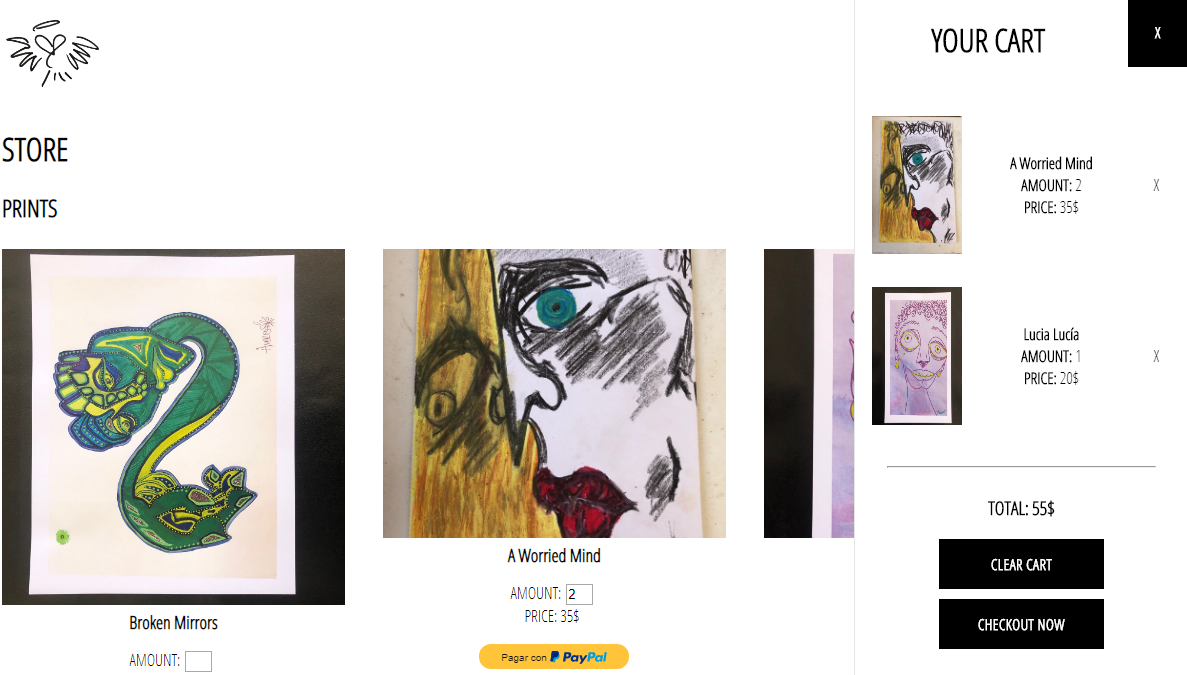 STORE
PRINTS
Broken Mirrors
AMOUNT:
A Worried Mind
AMOUNT: 2
PRICE: 35$
Pagar con PayPal
YOUR CART
X
A Worried Mind
AMOUNT: 2
PRICE: 35$
X
Lucia Lucía
AMOUNT: 1
PRICE: 20$
X
TOTAL: 55$
CLEAR CART
CHECKOUT NOW